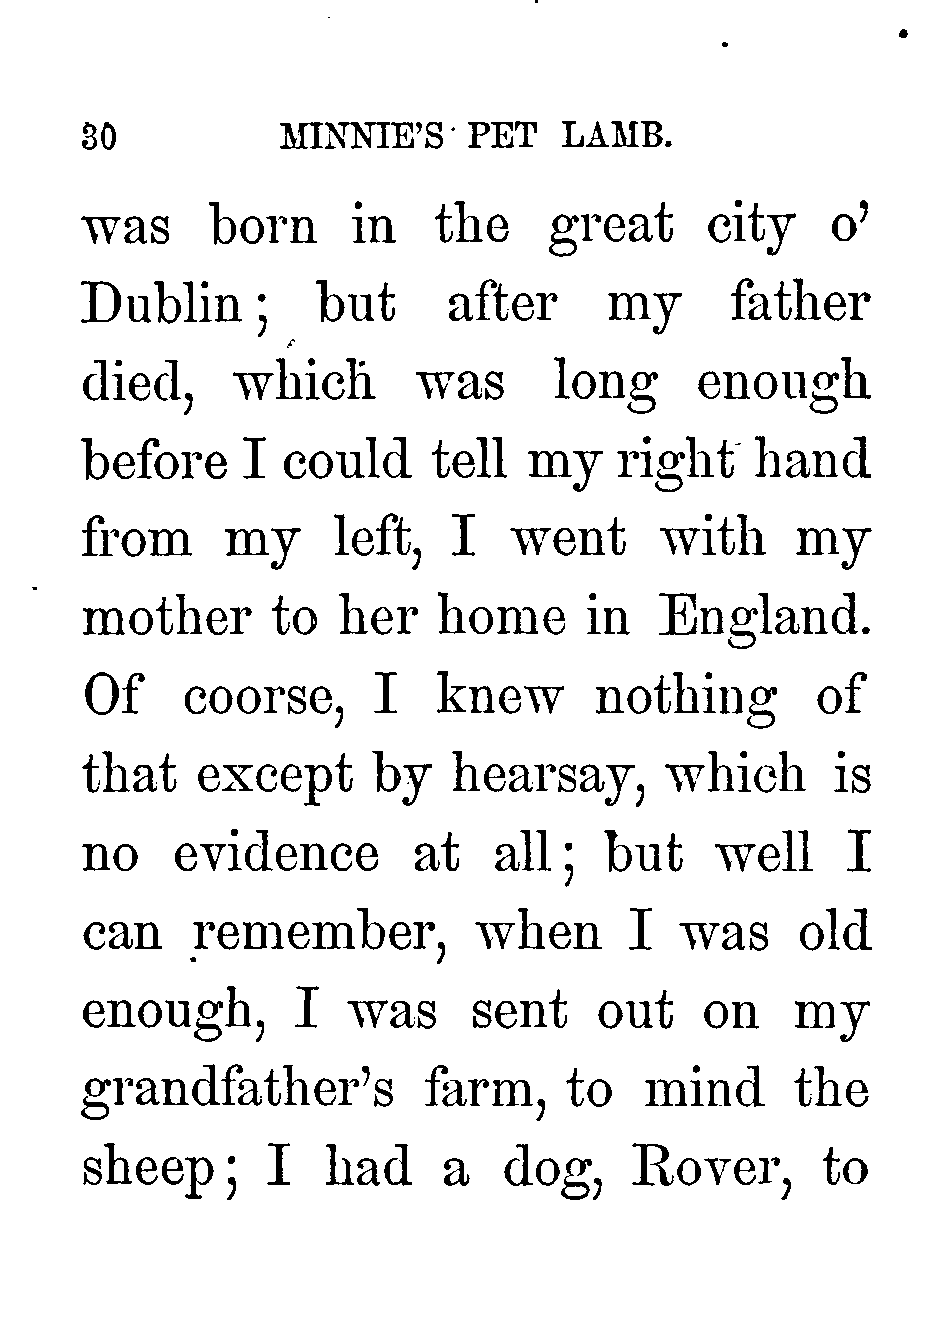 30 MINNIE'S PET LAMB.
was born in the great city o'
Dublin; but after my father
died, which was long enough
before I could tell my right hand
from my left, I went with my
mother to her home in England.
Of coorse, I knew nothing of
that except by hearsay, which is
no evidence at all; but well I
can remember, when I was old
enough, I was sent out on my
grandfather's farm, to mind the
sheep; I had a dog, Rover, to